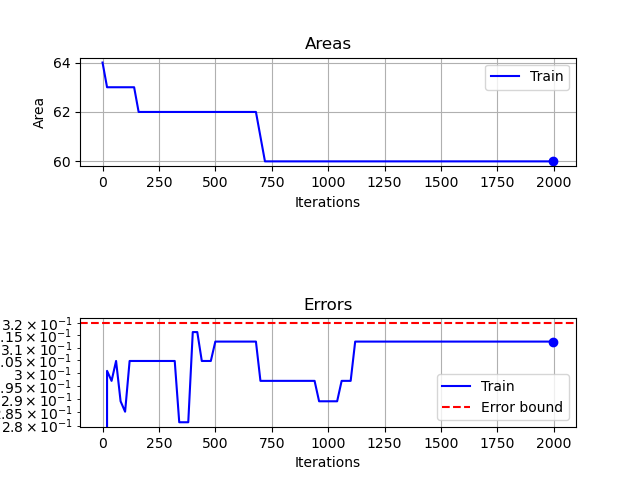 Areas
64
62
60
Area
Train
0 250 500 750 1000 1250 1500 1750 2000
Iterations
Errors
3.2 × 10⁻¹
.15 × 10⁻¹
3.1 × 10⁻¹
.05 × 10⁻¹
3 × 10⁻¹
.95 × 10⁻¹
2.9 × 10⁻¹
2.85 × 10⁻¹
2.8 × 10⁻¹
Train
Error bound
0 250 500 750 1000 1250 1500 1750 2000
Iterations